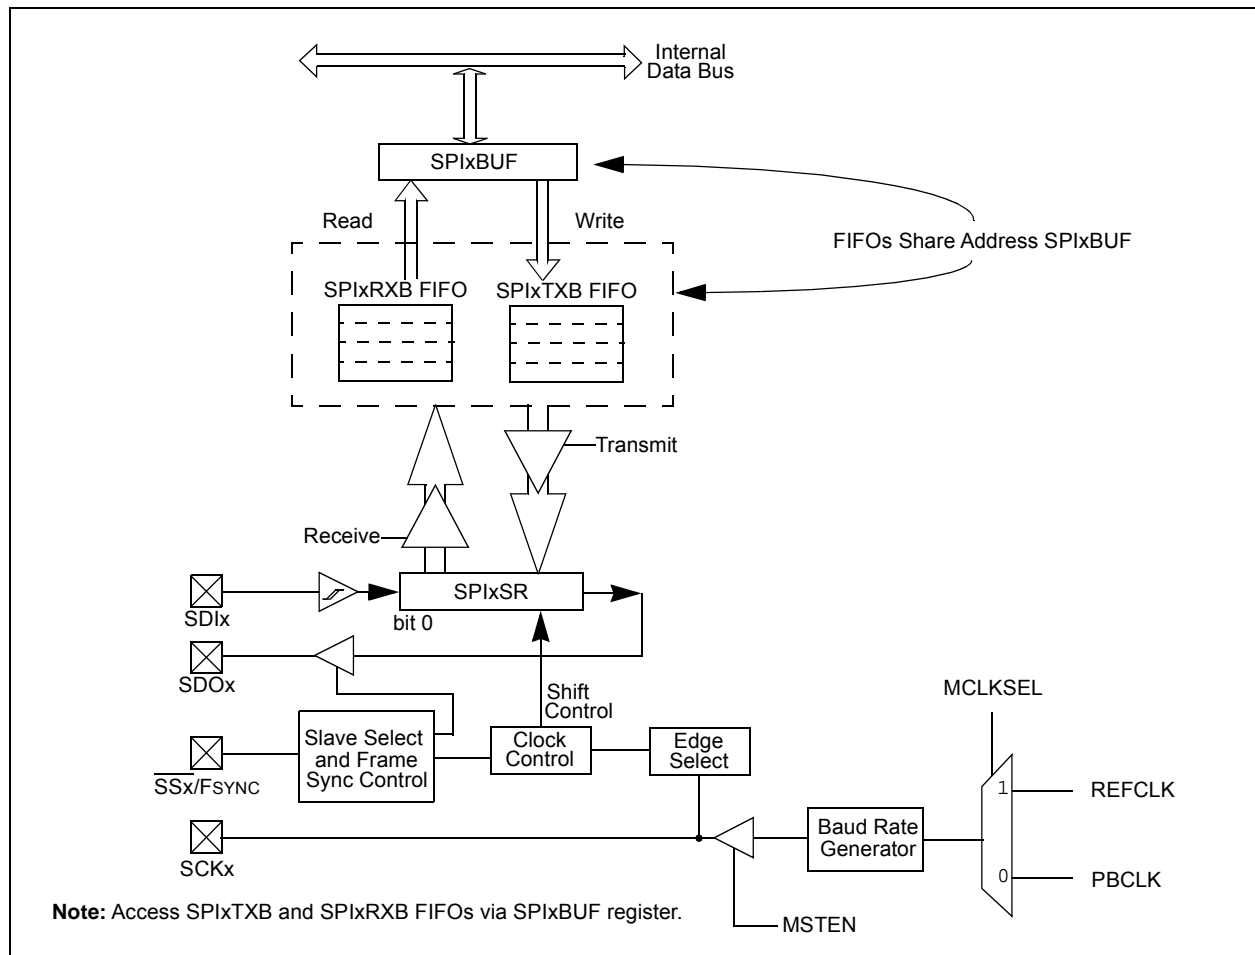 Internal
Data Bus
SPIxBUF
Read
Write
FIFOs Share Address SPIxBUF
SPIxRXB FIFO
SPIxTXB FIFO
Transmit
Receive
SPIxSR
SDIx
bit 0
SDOx
Shift
Control
MCLKSEL
Slave Select
and Frame
Sync Control
Clock
Control
Edge
Select
SSx/FSYNC
1
REFCLK
Baud Rate
Generator
SCKx
0
PBCLK
Note: Access SPIxTXB and SPIxRXB FIFOs via SPIxBUF register.
MSTEN